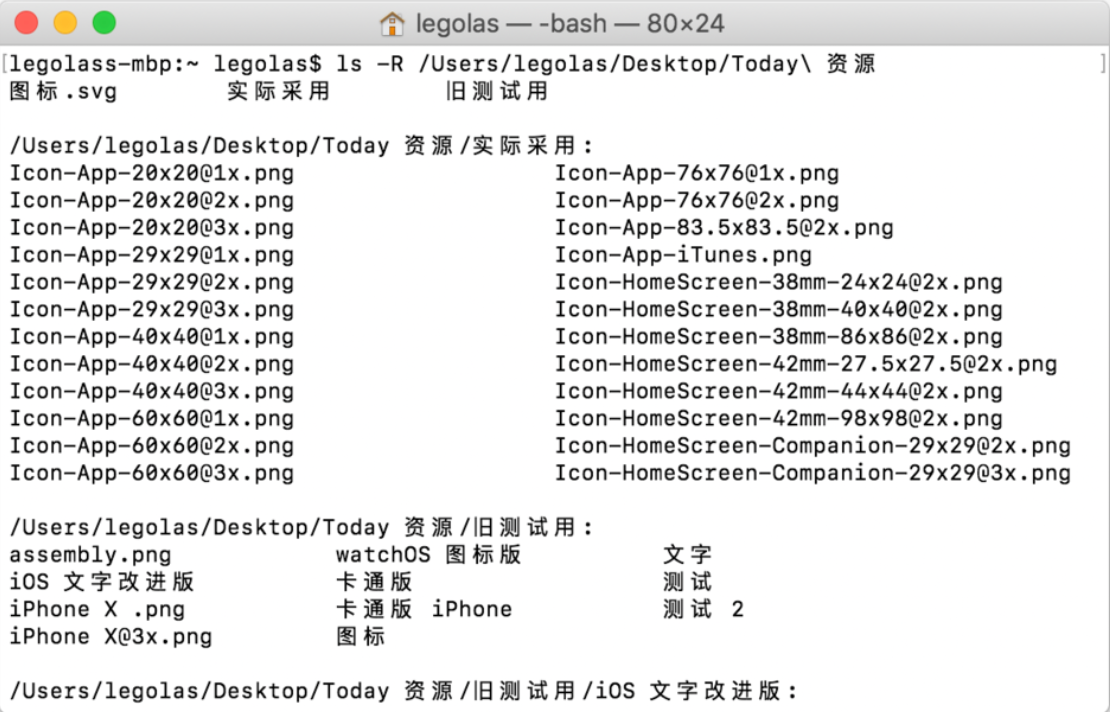 legolas — -bash — 80×24
legolass-mbp:~ legolas$ ls -R /Users/legolas/Desktop/Today\ 资源
图标.svg 实际采用 旧测试用
/Users/legolas/Desktop/Today 资源/实际采用:
Icon-App-20x20@1x.png Icon-App-76x76@1x.png
Icon-App-20x20@2x.png Icon-App-76x76@2x.png
Icon-App-20x20@3x.png Icon-App-83.5x83.5@2x.png
Icon-App-29x29@1x.png Icon-App-iTunes.png
Icon-App-29x29@2x.png Icon-HomeScreen-38mm-24x24@2x.png
Icon-App-29x29@3x.png Icon-HomeScreen-38mm-40x40@2x.png
Icon-App-40x40@1x.png Icon-HomeScreen-38mm-86x86@2x.png
Icon-App-40x40@2x.png Icon-HomeScreen-42mm-27.5x27.5@2x.png
Icon-App-40x40@3x.png Icon-HomeScreen-42mm-44x44@2x.png
Icon-App-60x60@1x.png Icon-HomeScreen-42mm-98x98@2x.png
Icon-App-60x60@2x.png Icon-HomeScreen-Companion-29x29@2x.png
Icon-App-60x60@3x.png Icon-HomeScreen-Companion-29x29@3x.png
/Users/legolas/Desktop/Today 资源/旧测试用:
assembly.png watchOS 图标版 文字
iOS 文字改进版 卡通版 测试
iPhone X .png 卡通版 iPhone 测试 2
iPhone X@3x.png 图标
/Users/legolas/Desktop/Today 资源/旧测试用/iOS 文字改进版: